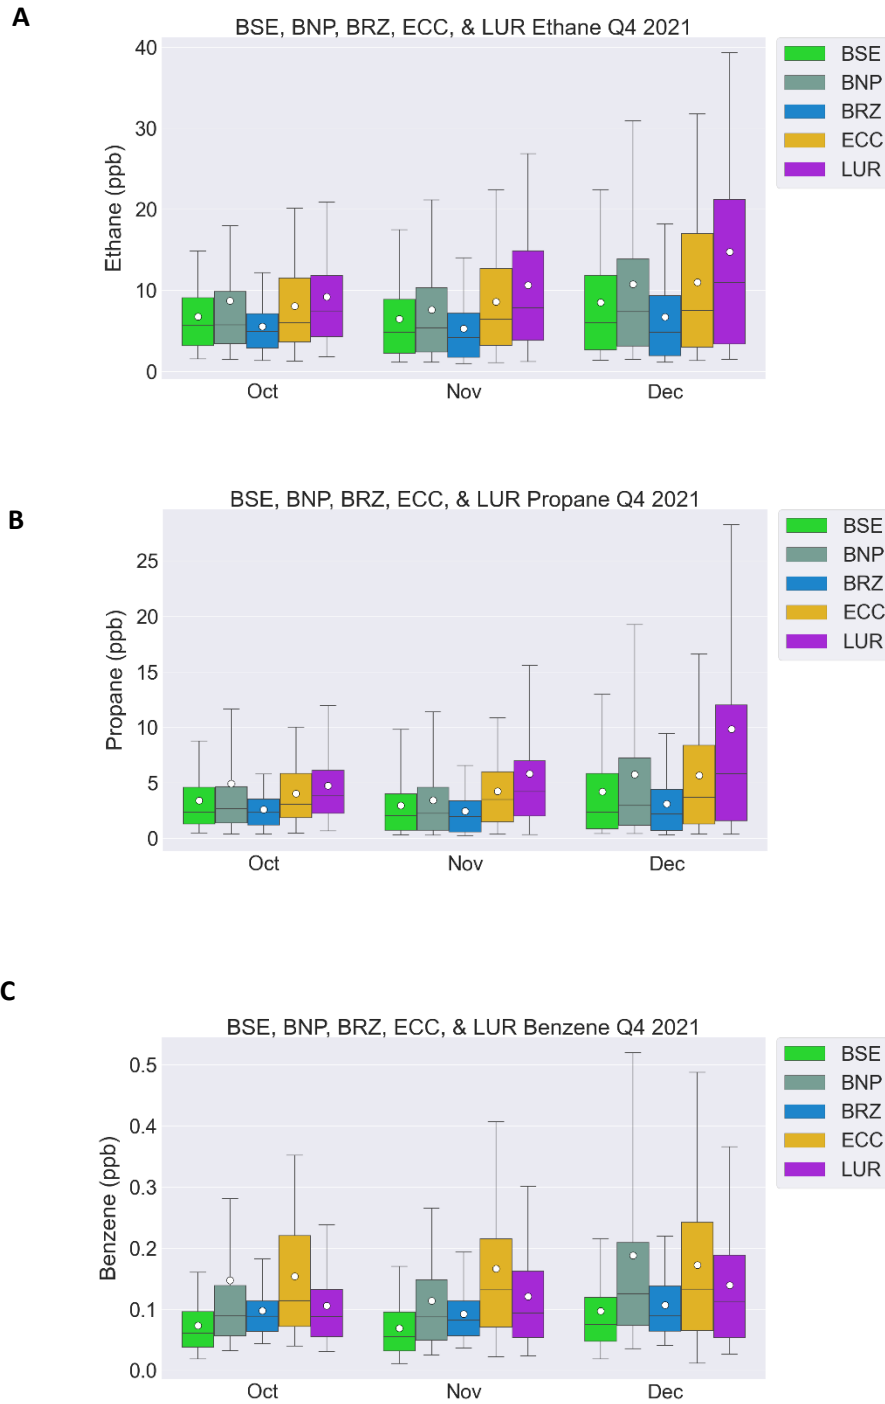 A
BSE, BNP, BRZ, ECC, & LUR Ethane Q4 2021
Ethane (ppb)
40
30
20
10
0
Oct
Nov
Dec
BSE
BNP
BRZ
ECC
LUR
B
BSE, BNP, BRZ, ECC, & LUR Propane Q4 2021
Propane (ppb)
25
20
15
10
5
0
Oct
Nov
Dec
BSE
BNP
BRZ
ECC
LUR
C
BSE, BNP, BRZ, ECC, & LUR Benzene Q4 2021
Benzene (ppb)
0.5
0.4
0.3
0.2
0.1
0.0
Oct
Nov
Dec
BSE
BNP
BRZ
ECC
LUR